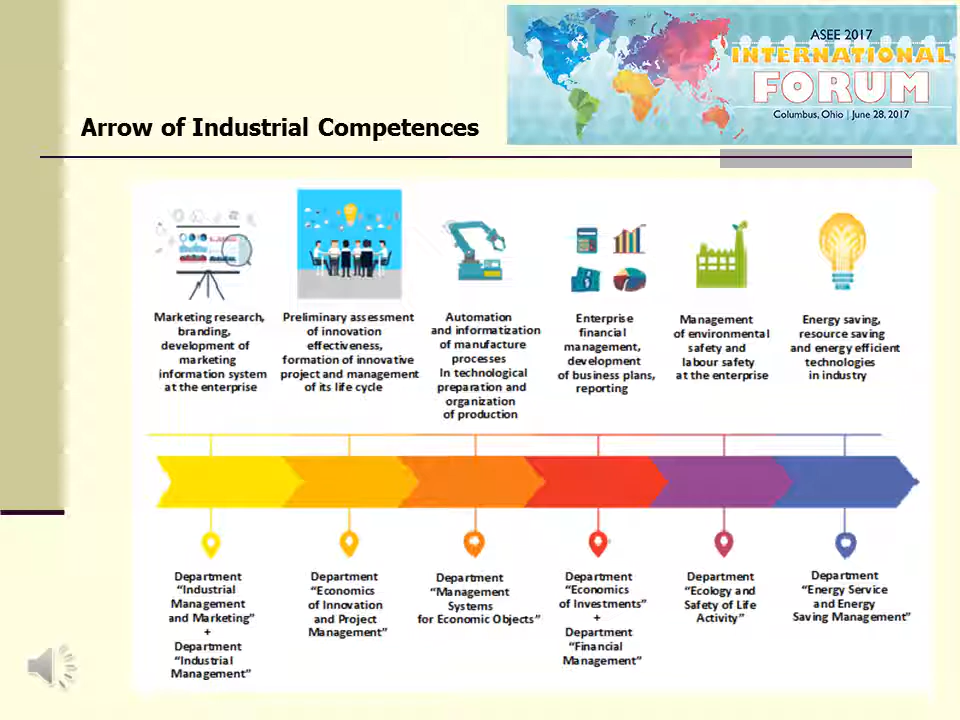 ASEE 2017
INTERNATIONAL
FORUM
Columbus, Ohio | June 28, 2017
Arrow of Industrial Competences
Marketing research,
branding,
development of
marketing
information system
at the enterprise
Preliminary assessment
of innovation
effectiveness,
formation of innovative
project and management
of its life cycle
Automation
and informatization
of manufacture
processes
In technological
preparation and
organization
of production
Enterprise
financial
management,
development
of business plans,
reporting
Management
of environmental
safety and
labour safety
at the enterprise
Energy saving,
resource saving
and energy efficient
technologies
in industry
Department
“Industrial
Management
and Marketing”
+
Department
“Industrial
Management”
Department
“Economics
of Innovation
and Project
Management”
Department
“Management
Systems
for Economic Objects”
Department
“Economics
of Investments”
+
Department
“Financial
Management”
Department
“Ecology and
Safety of Life
Activity”
Department
“Energy Service
and Energy
Saving Management”